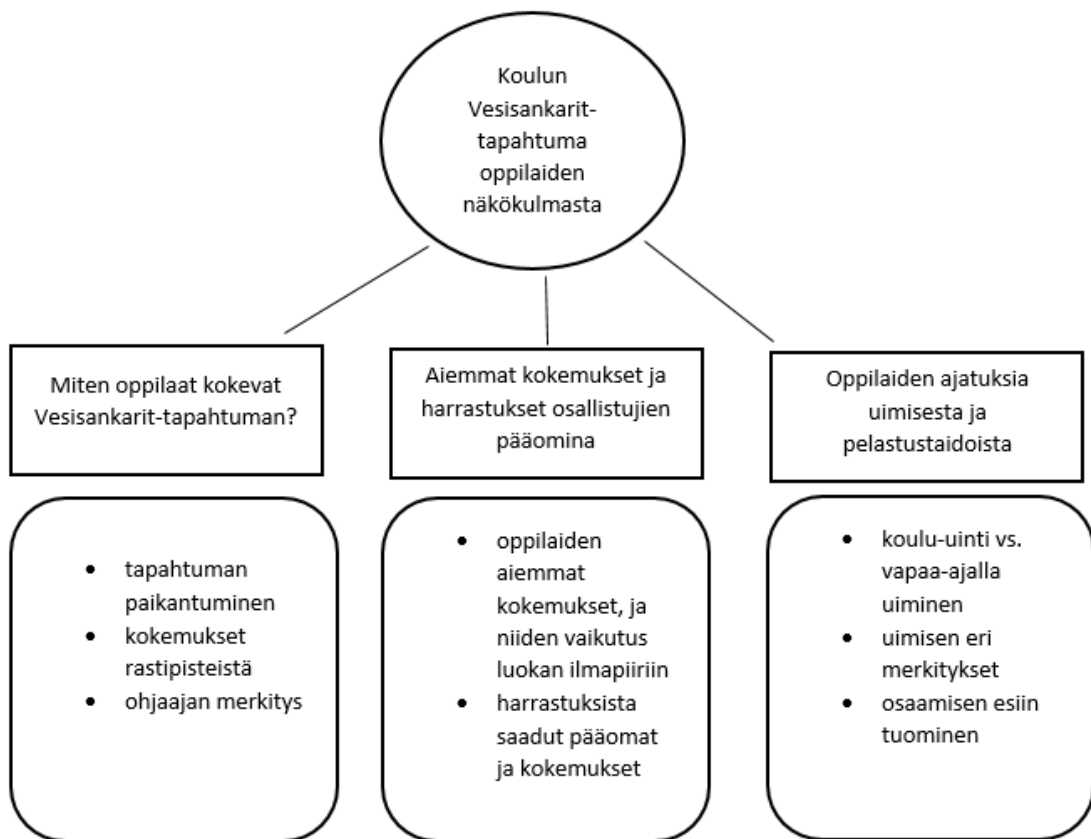 Koulun
Vesisankarit-
tapahtuma
oppilaiden
näkökulmasta
Miten oppilaat kokevat
Vesisankarit-tapahtuman?
Aiemmat kokemukset ja
harrastukset osallistujien
pääomina
Oppilaiden ajatuksia
uimisesta ja
pelastustaidoista
• tapahtuman
paikantuminen
• kokemukset
rastipisteistä
• ohjaajan merkitys
• oppilaiden
aiemmat
kokemukset, ja
niiden vaikutus
luokan ilmapiiriin
• harrastuksista
saadut pääomat
ja kokemukset
• koulu-uinti vs.
vapaa-ajalla
uiminen
• uimisen eri
merkitykset
• osaamisen esiin
tuominen